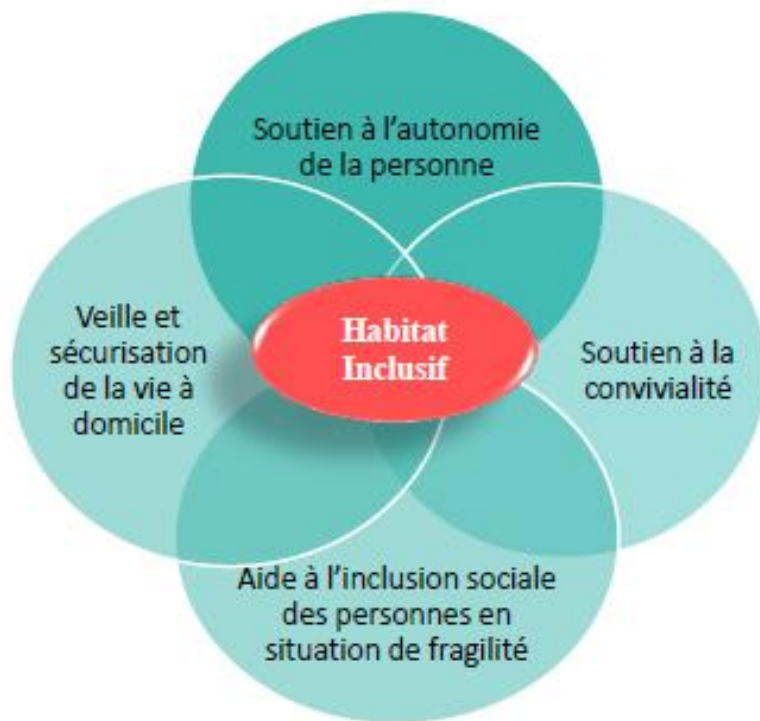 Soutien à l'autonomie
de la personne
Veille et
sécurisation
de la vie à
domicile
Habitat
Inclusif
Soutien à la
convivialité
Aide à l'inclusion sociale
des personnes en
situation de fragilité